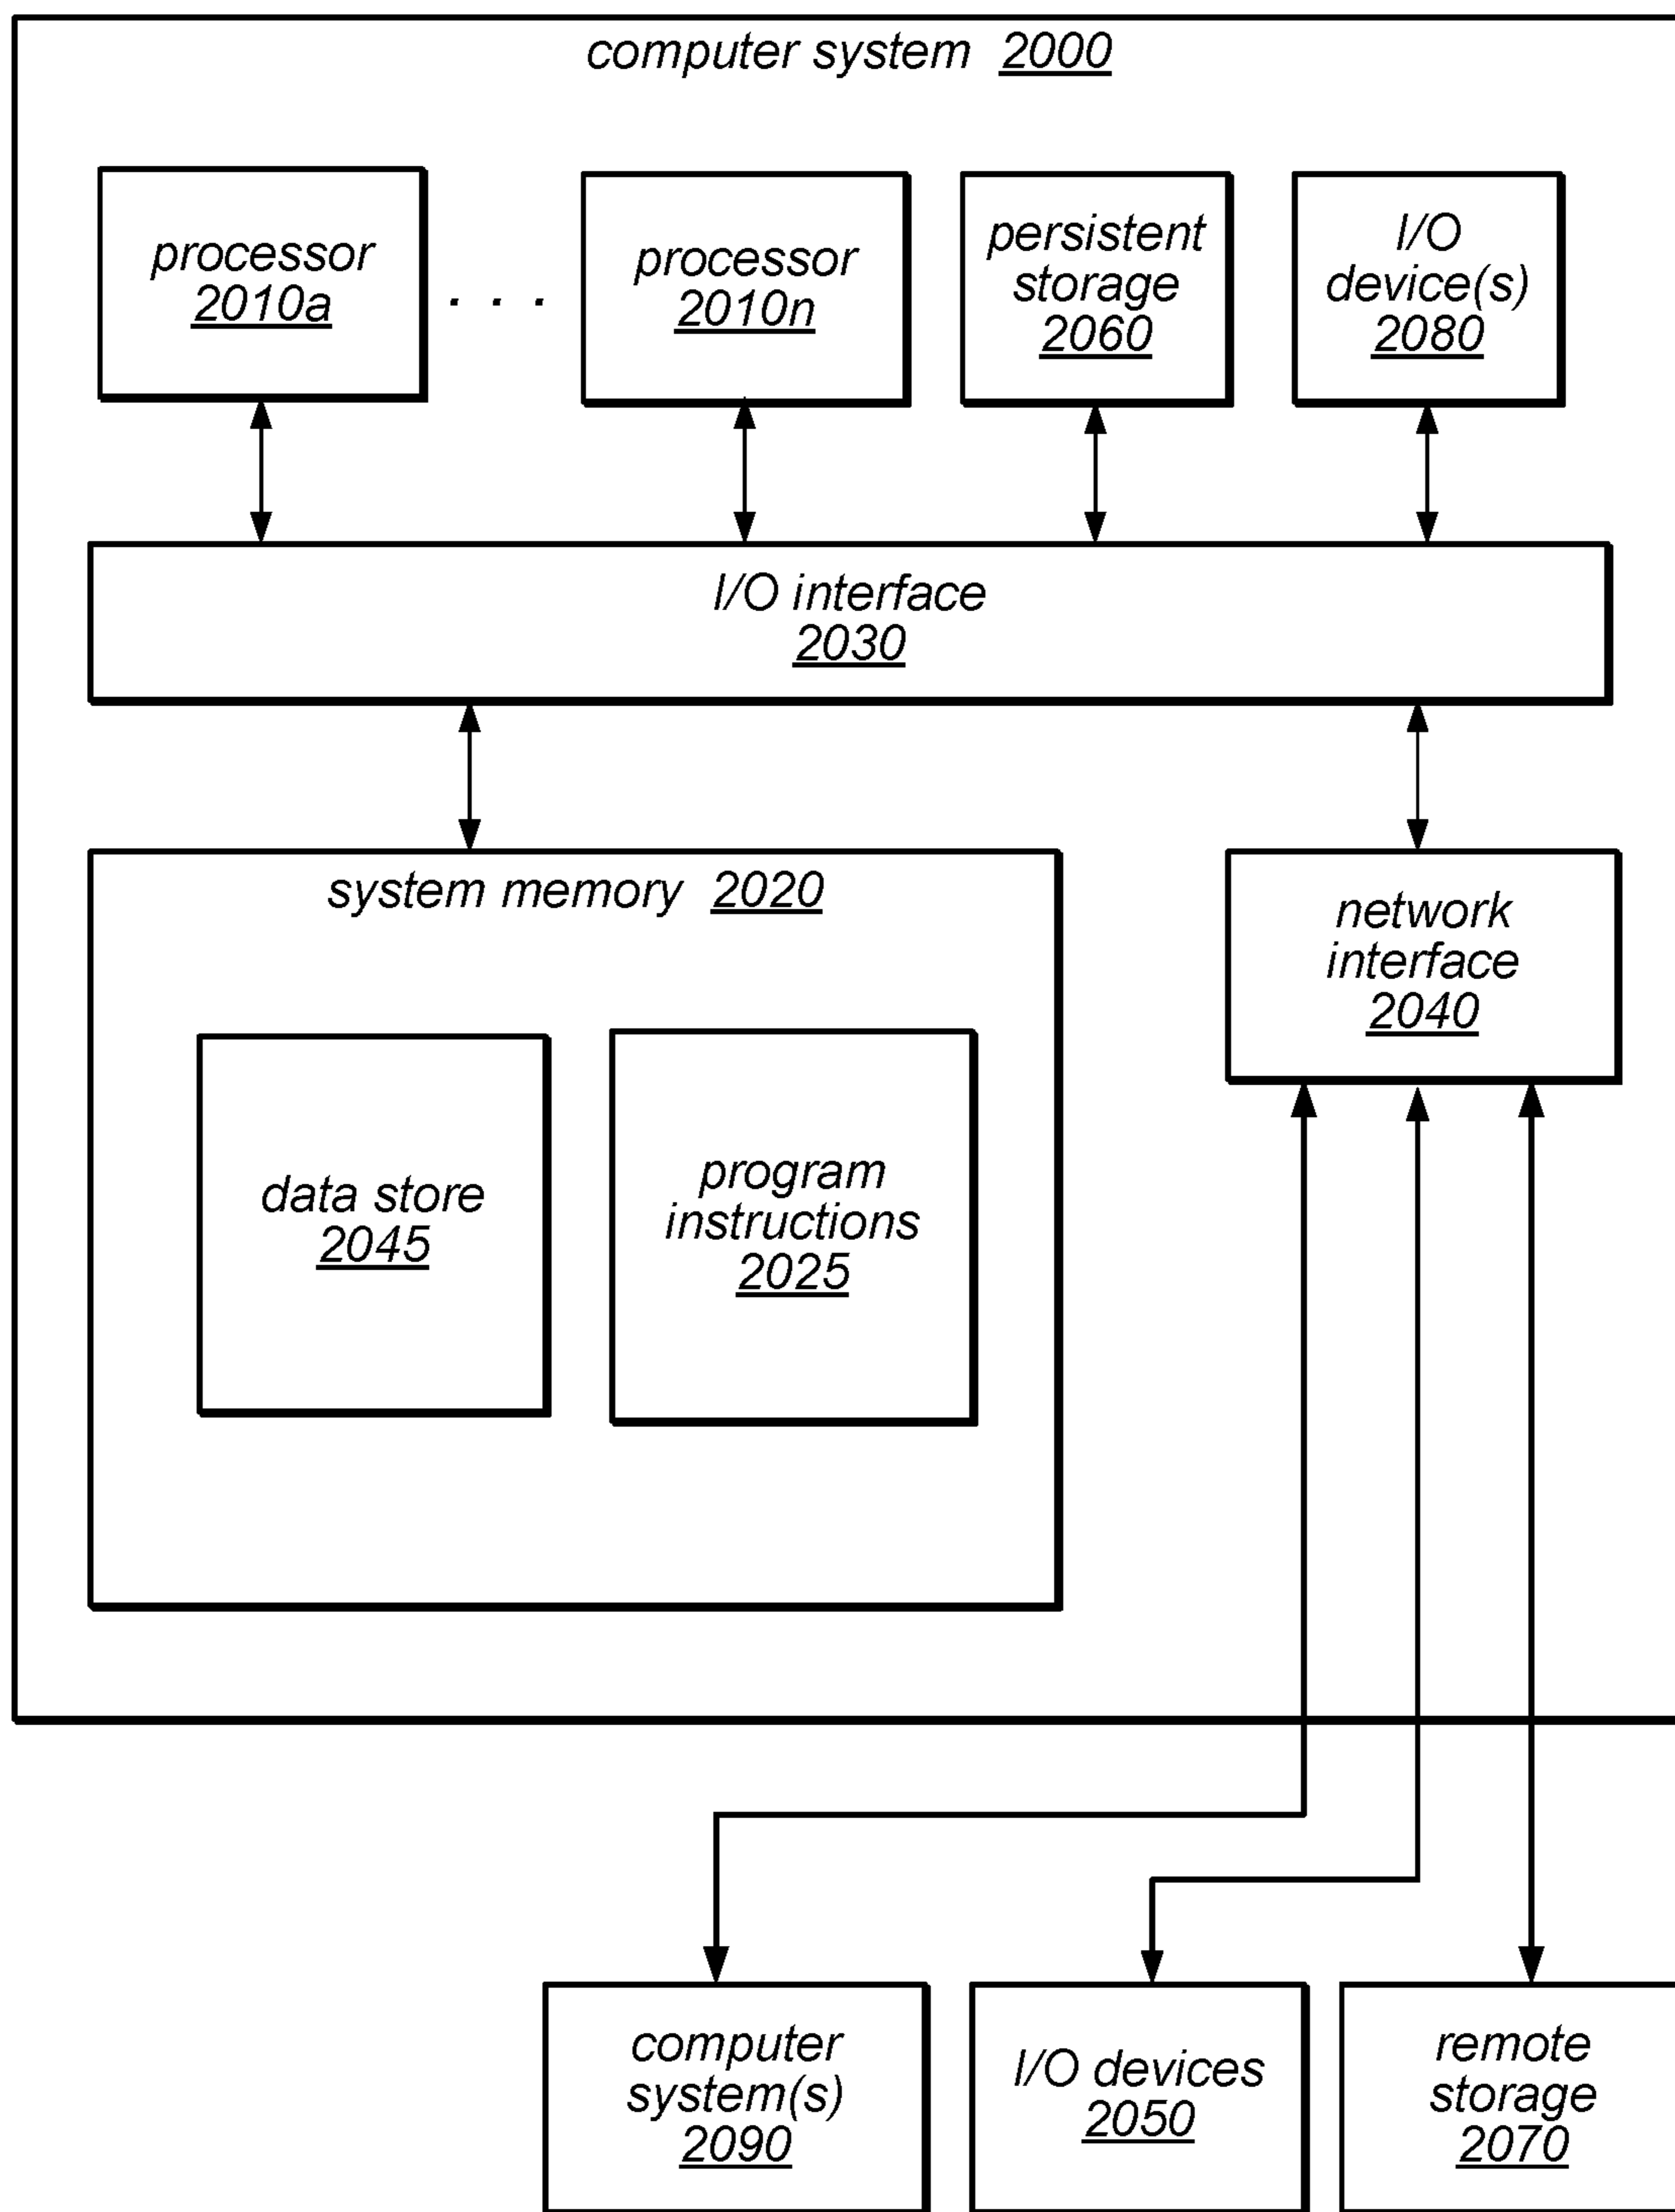 computer system 2000
processor
2010a
. . .
processor
2010n
persistent
storage
2060
I/O
device(s)
2080
I/O interface
2030
system memory 2020
network
interface
2040
data store
2045
program
instructions
2025
computer
system(s)
2090
I/O devices
2050
remote
storage
2070